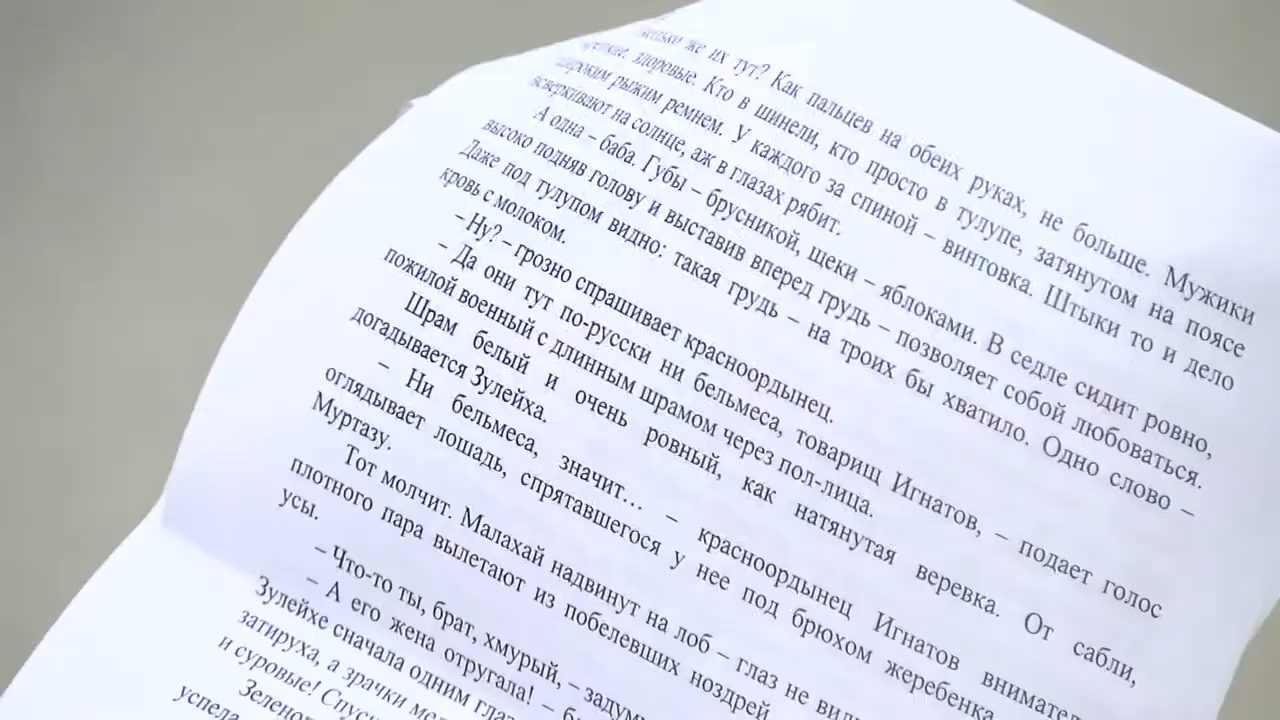 же их тут? Как пальцев на обеих руках, не больше. Мужики
здоровые. Кто в шинели, кто просто в тулупе, затянутом на поясе
широким рыжим ремнем. У каждого за спиной – винтовка. Штыки то и дело
всверкивают на солнце, аж в глазах рябит.
А одна – баба. Губы – брусникой, щеки – яблоками. В седле сидит ровно,
высоко подняв голову и выставив вперед грудь – позволяет собой любоваться.
Даже под тулупом видно: такая грудь – на троих бы хватило. Одно слово –
кровь с молоком.
– Ну? – грозно спрашивает красноордынец.
– Да они тут по-русски ни бельмеса, товарищ Игнатов, – подает голос
пожилой военный с длинным шрамом через пол-лица.
Шрам белый и очень ровный, как натянутая веревка. От сабли,
догадывается Зулейха.
– Ни бельмеса, значит… – красноордынец Игнатов
оглядывает лошадь, спрятавшегося у нее под брюхом жеребенка
Муртазу.
Тот молчит. Малахай надвинут на лоб – глаз не
плотного пара вылетают из побелевших ноздрей
усы.
– Что-то ты, брат, хмурый, –
– А его жена отругала! –
Зулейхе сначала одним
затируха, а зрачки
и суровые!
успела